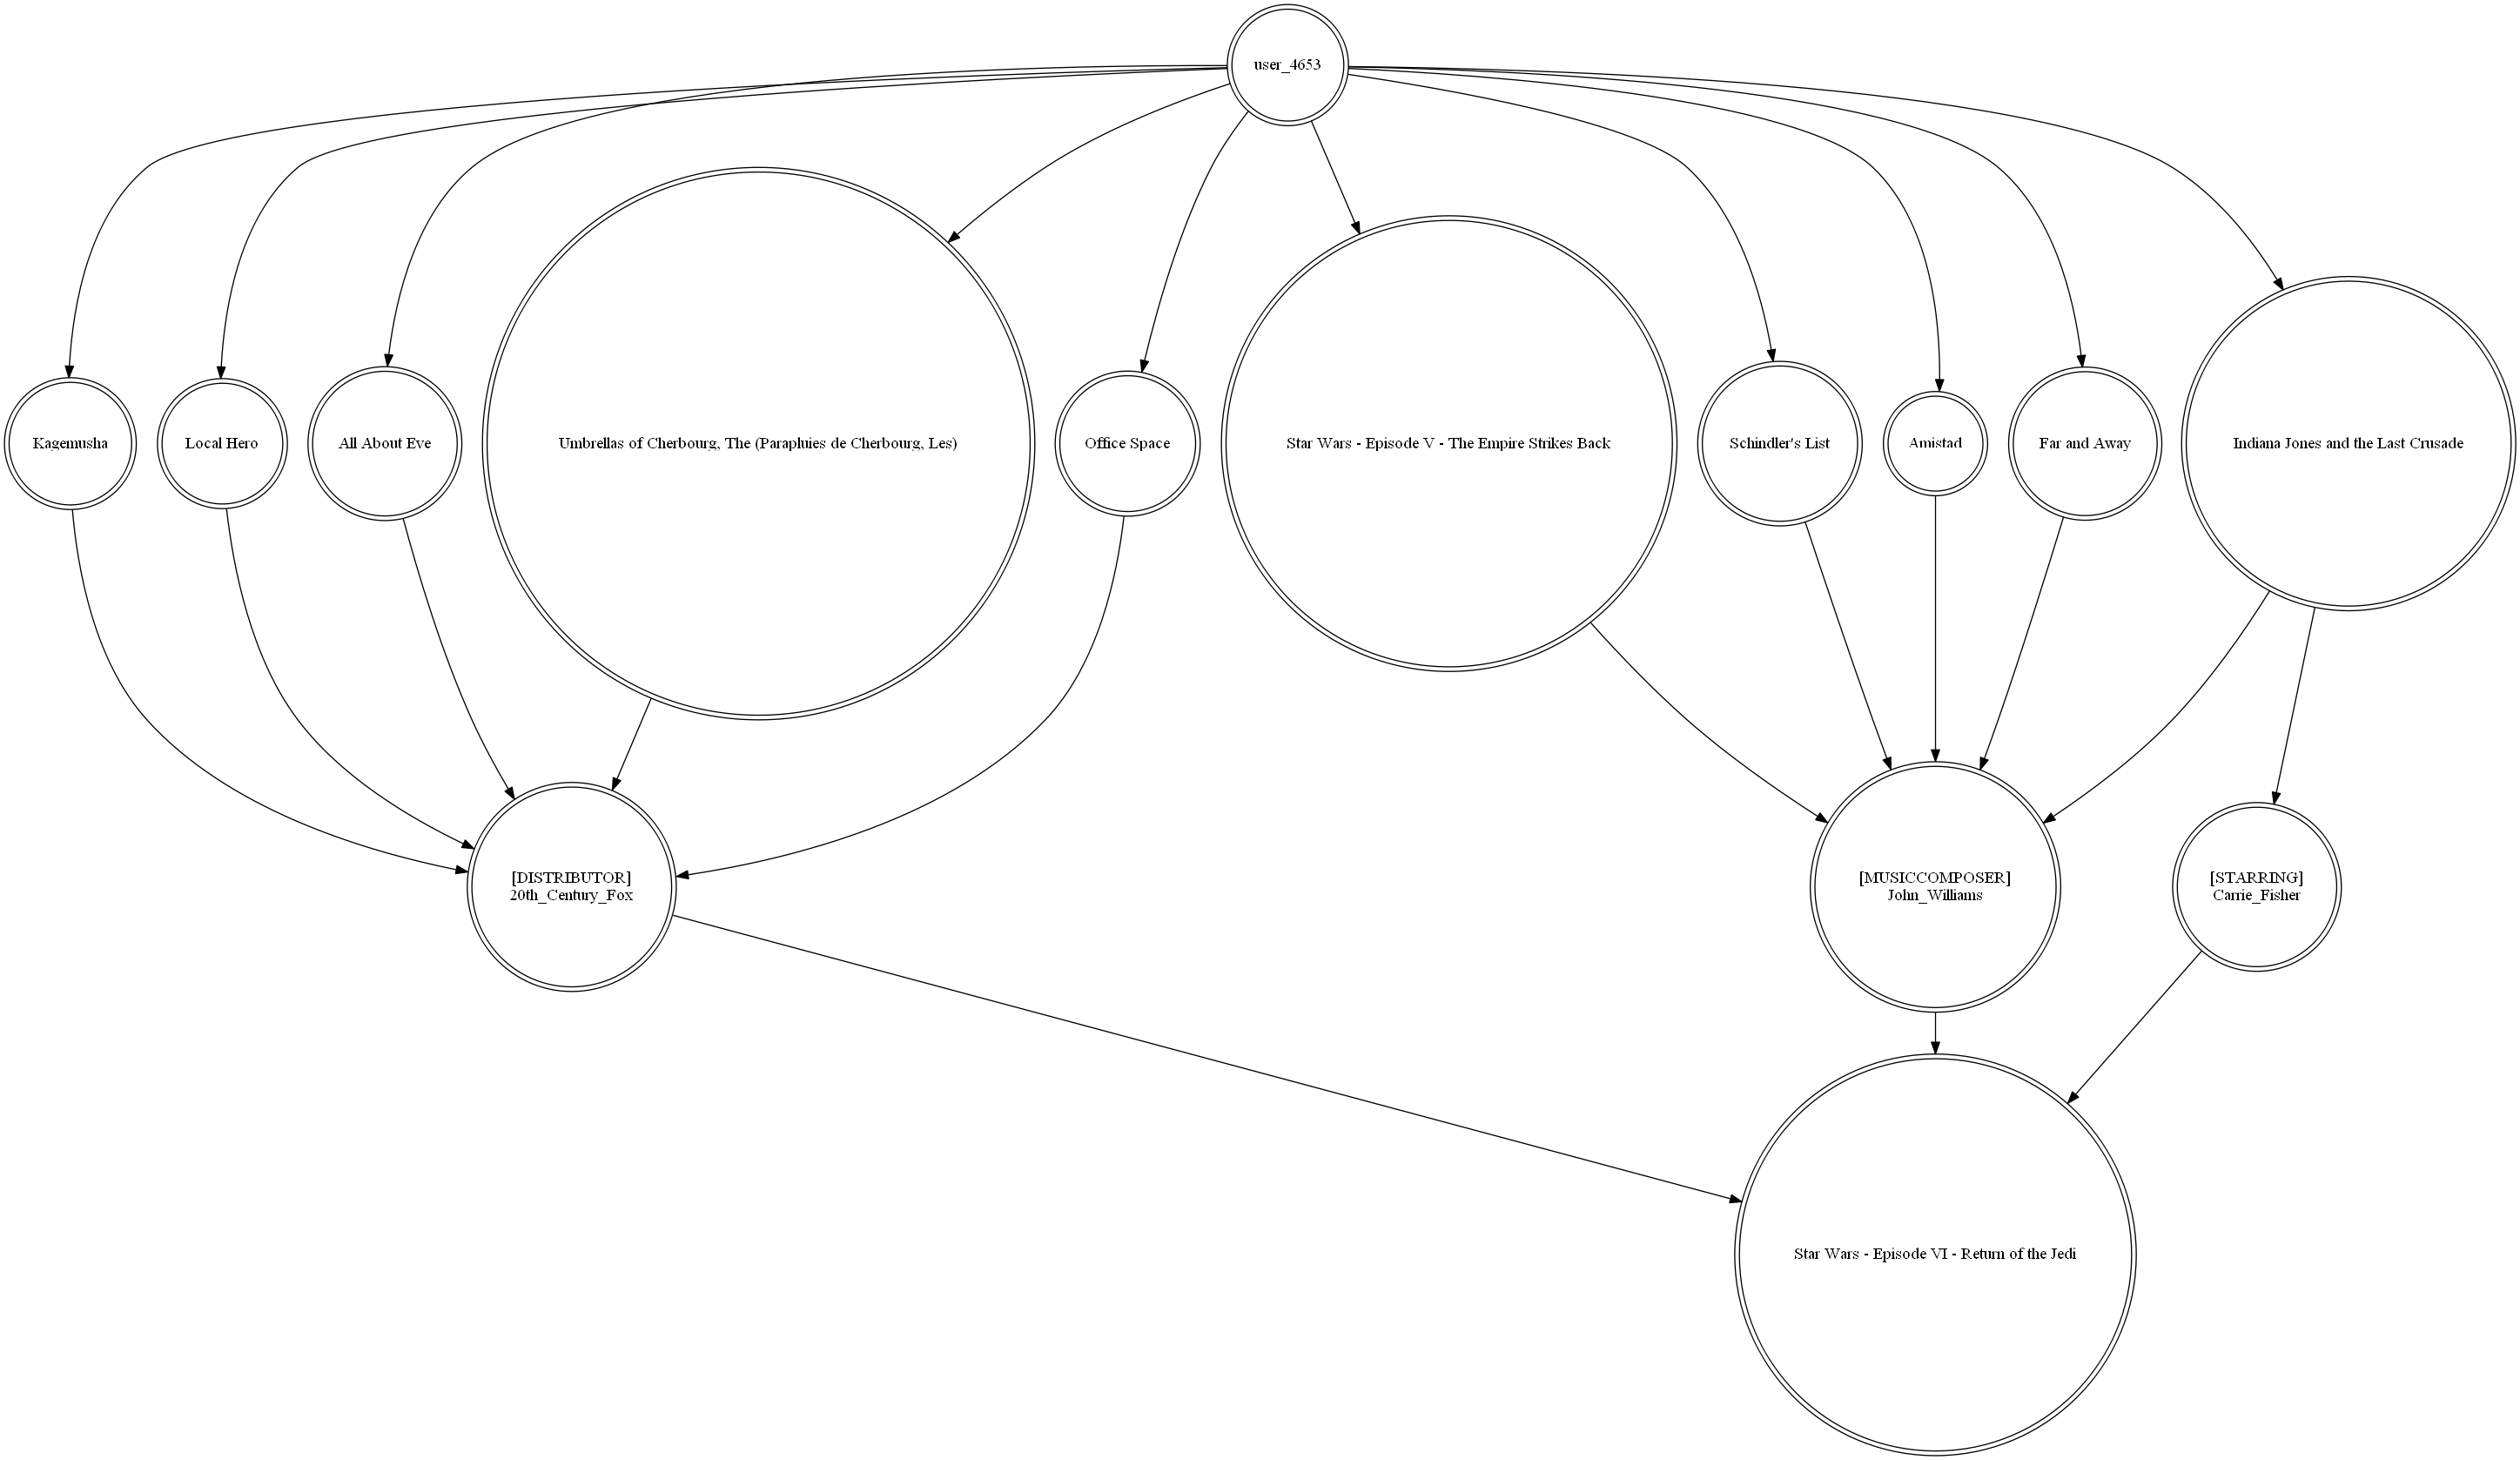 user_4653
Kagemusha
Local Hero
All About Eve
Umbrellas of Cherbourg, The (Parapluies de Cherbourg, Les)
Office Space
Star Wars - Episode V - The Empire Strikes Back
Schindler's List
Amistad
Far and Away
Indiana Jones and the Last Crusade
[DISTRIBUTOR]
20th_Century_Fox
[MUSICCOMPOSER]
John_Williams
[STARRING]
Carrie_Fisher
Star Wars - Episode VI - Return of the Jedi